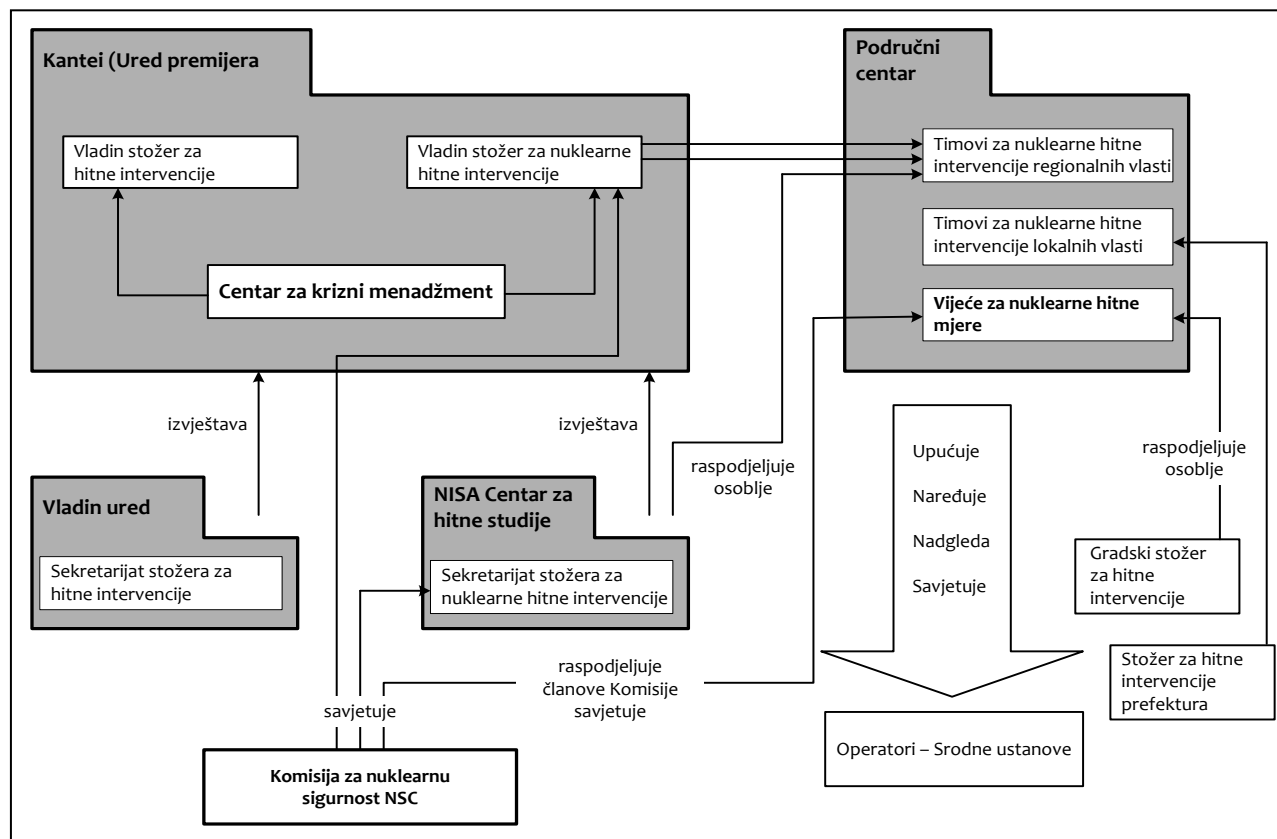 Kantei (Ured premijera
Vladin stožer za
hitne intervencije
Vladin stožer za nuklearne
hitne intervencije
Centar za krizni menadžment
Područni
centar
Timovi za nuklearne hitne
intervencije regionalnih vlasti
Timovi za nuklearne hitne
intervencije lokalnih vlasti
Vijeće za nuklearne hitne
mjere
izvještava
izvještava
raspodjeljuje
osoblje
raspodjeljuje
osoblje
Vladin ured
Sekretarijat stožera za
hitne intervencije
NISA Centar za
hitne studije
Sekretarijat stožera za
nuklearne hitne intervencije
Upućuje
Naređuje
Nadgleda
Savjetuje
Gradski stožer
za hitne
intervencije
Stožer za hitne
intervencije
prefektura
savjetuje
raspodjeljuje
članove Komisije
savjetuje
Operatori – Srodne ustanove
Komisija za nuklearnu
sigurnost NSC